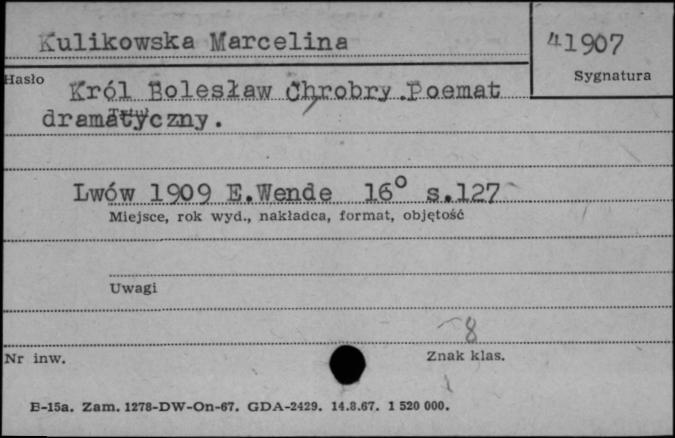 Kulikowska Marcelina
41907
Hasło
Sygnatura
Król Bolesław Chrobry.Poemat
dramatyczny.
Lwów 1909 E.Wende 16° s.127
Miejsce, rok wyd., nakładca, format, objętość
Uwagi
8
Nr inw.
Znak klas.
B-15a. Zam. 1278-DW-On-67. GDA-2429. 14.8.67. 1 520 000.